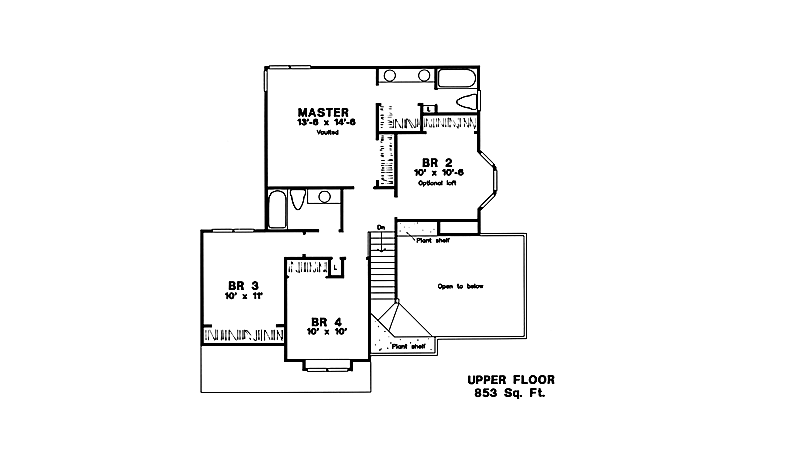 MASTER
13'-6 x 14'-6
Vaulted
L
BR 2
10' x 10'-6
Optional loft
Dn
Plant shelf
L
BR 3
10' x 11'
Open to below
BR 4
10' x 10'
Plant shelf
UPPER FLOOR
853 Sq. Ft.